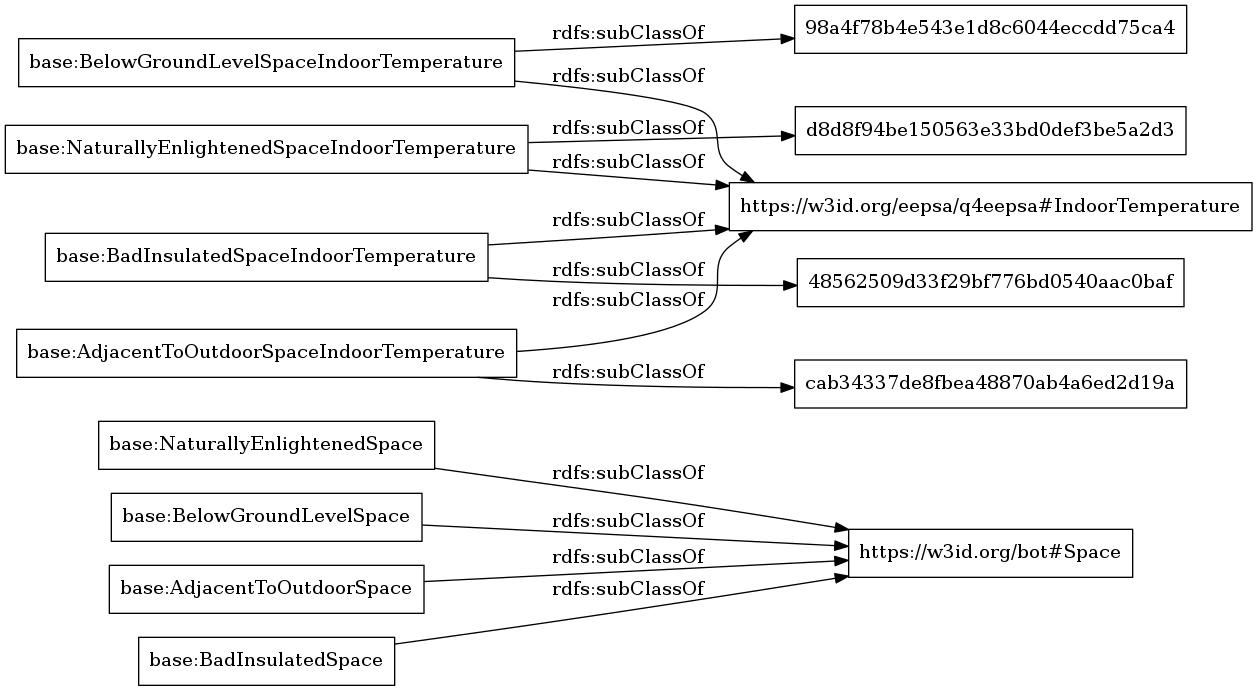 rdfs:subClassOf
98a4f78b4e543e1d8c6044eccdd75ca4
base:BelowGroundLevelSpaceIndoorTemperature
rdfs:subClassOf
rdfs:subClassOf
d8d8f94be150563e33bd0def3be5a2d3
base:NaturallyEnlightenedSpaceIndoorTemperature
rdfs:subClassOf
https://w3id.org/eepsa/q4eepsa#IndoorTemperature
rdfs:subClassOf
base:BadInsulatedSpaceIndoorTemperature
rdfs:subClassOf
48562509d33f29bf776bd0540aac0baf
rdfs:subClassOf
base:AdjacentToOutdoorSpaceIndoorTemperature
rdfs:subClassOf
cab34337de8fbea48870ab4a6ed2d19a
base:NaturallyEnlightenedSpace
rdfs:subClassOf
base:BelowGroundLevelSpace
rdfs:subClassOf
https://w3id.org/bot#Space
rdfs:subClassOf
base:AdjacentToOutdoorSpace
rdfs:subClassOf
base:BadInsulatedSpace